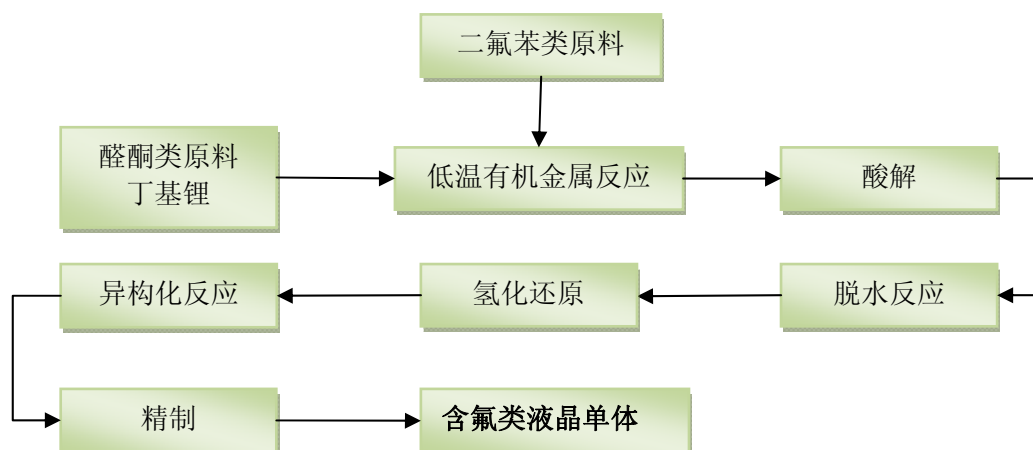 二氟苯类原料
醛酮类原料
丁基锂
低温有机金属反应
酸解
异构化反应
氢化还原
脱水反应
精制
含氟类液晶单体